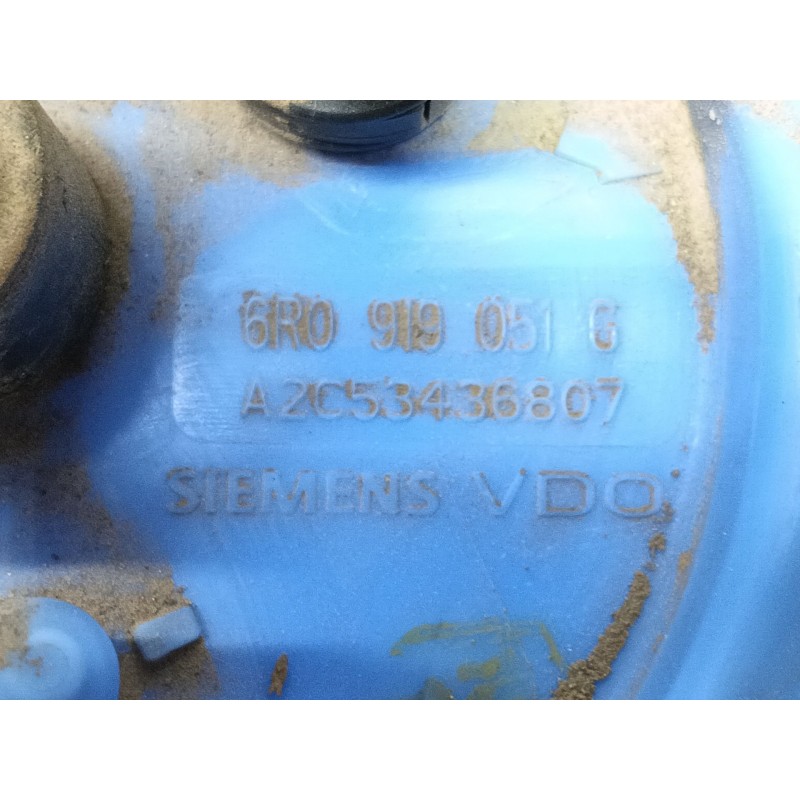 6R0 919 051 G
A2C53436807
SIEMENS VDO